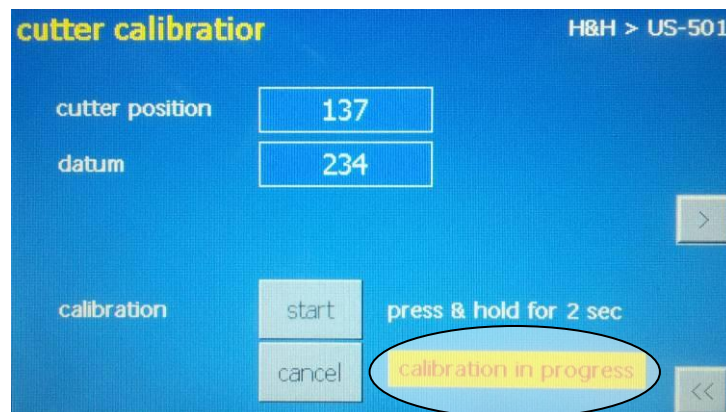 cutter calibratior
H&H > US-501
cutter position 137
datum 234
>
calibration start press & hold for 2 sec
cancel calibration in progress
<<